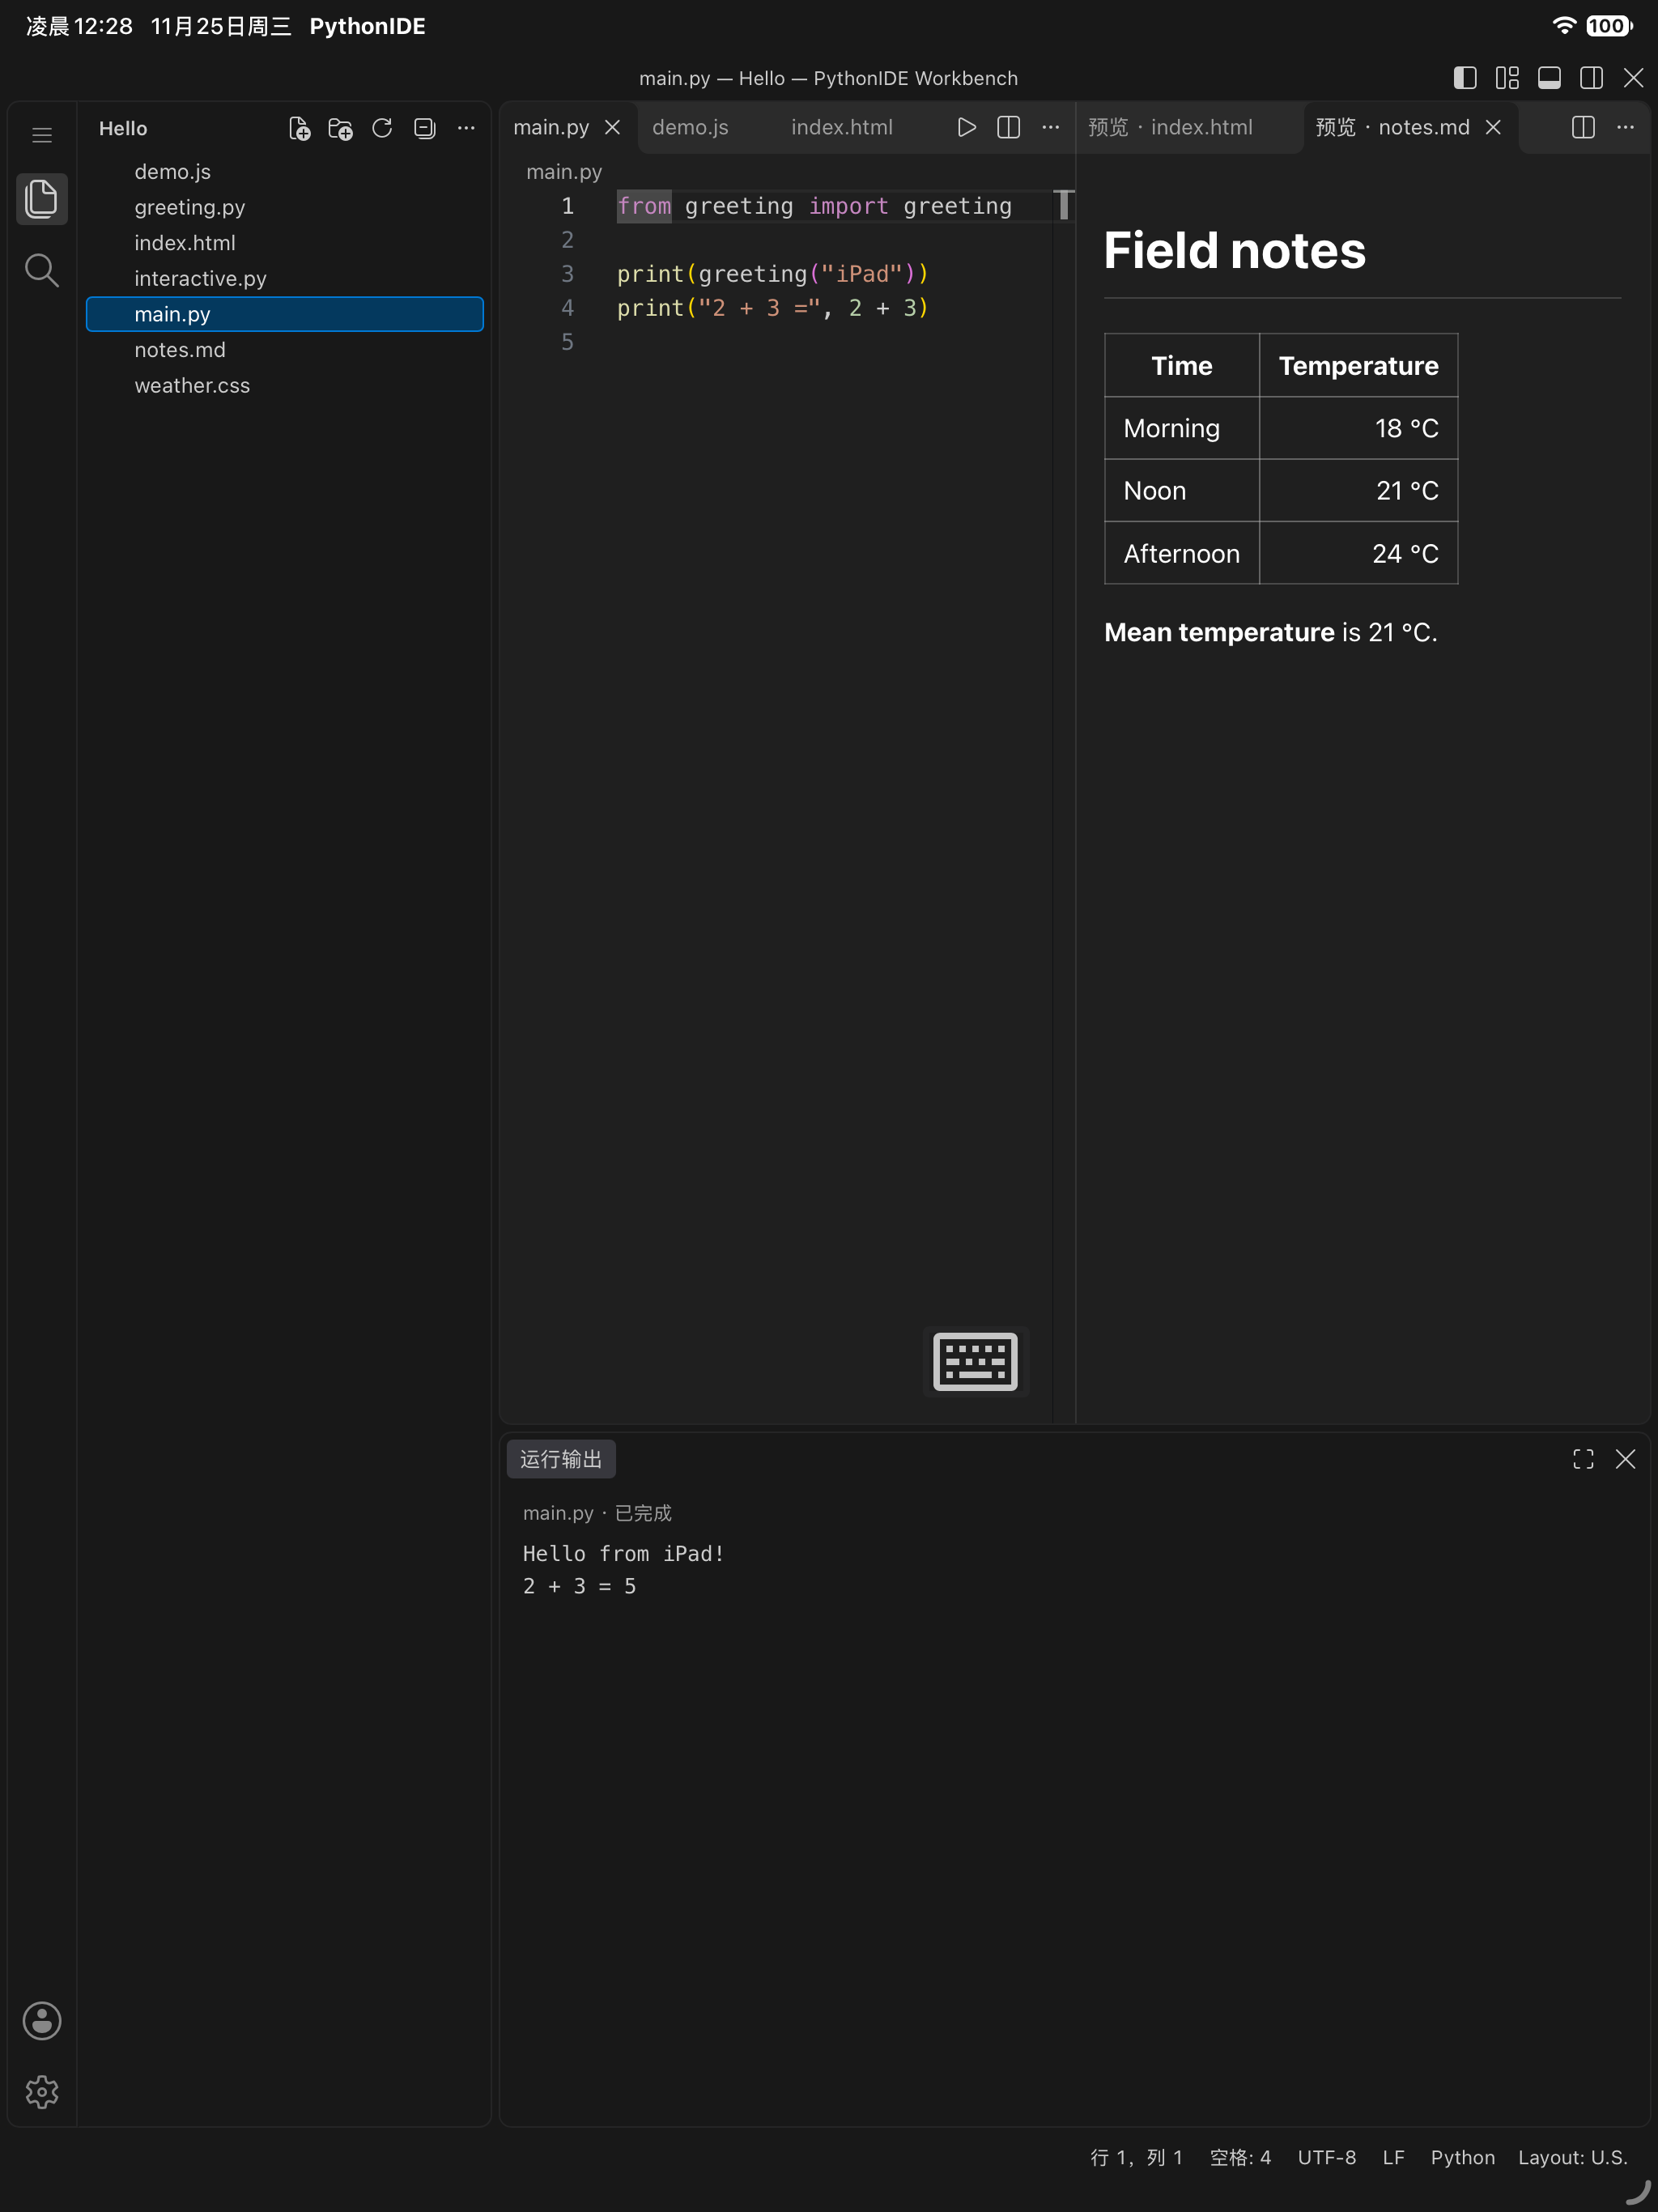 凌晨12:28 11月25日周三 PythonIDE 100
main.py — Hello — PythonIDE Workbench
Hello
demo.js
greeting.py
index.html
interactive.py
main.py
notes.md
weather.css
main.py demo.js index.html
main.py
1 from greeting import greeting
2
3 print(greeting("iPad"))
4 print("2 + 3 =", 2 + 3)
5
预览 · index.html 预览 · notes.md
Field notes
Time Temperature
Morning 18 °C
Noon 21 °C
Afternoon 24 °C
Mean temperature is 21 °C.
运行输出
main.py · 已完成
Hello from iPad!
2 + 3 = 5
行 1，列 1 空格: 4 UTF-8 LF Python Layout: U.S.